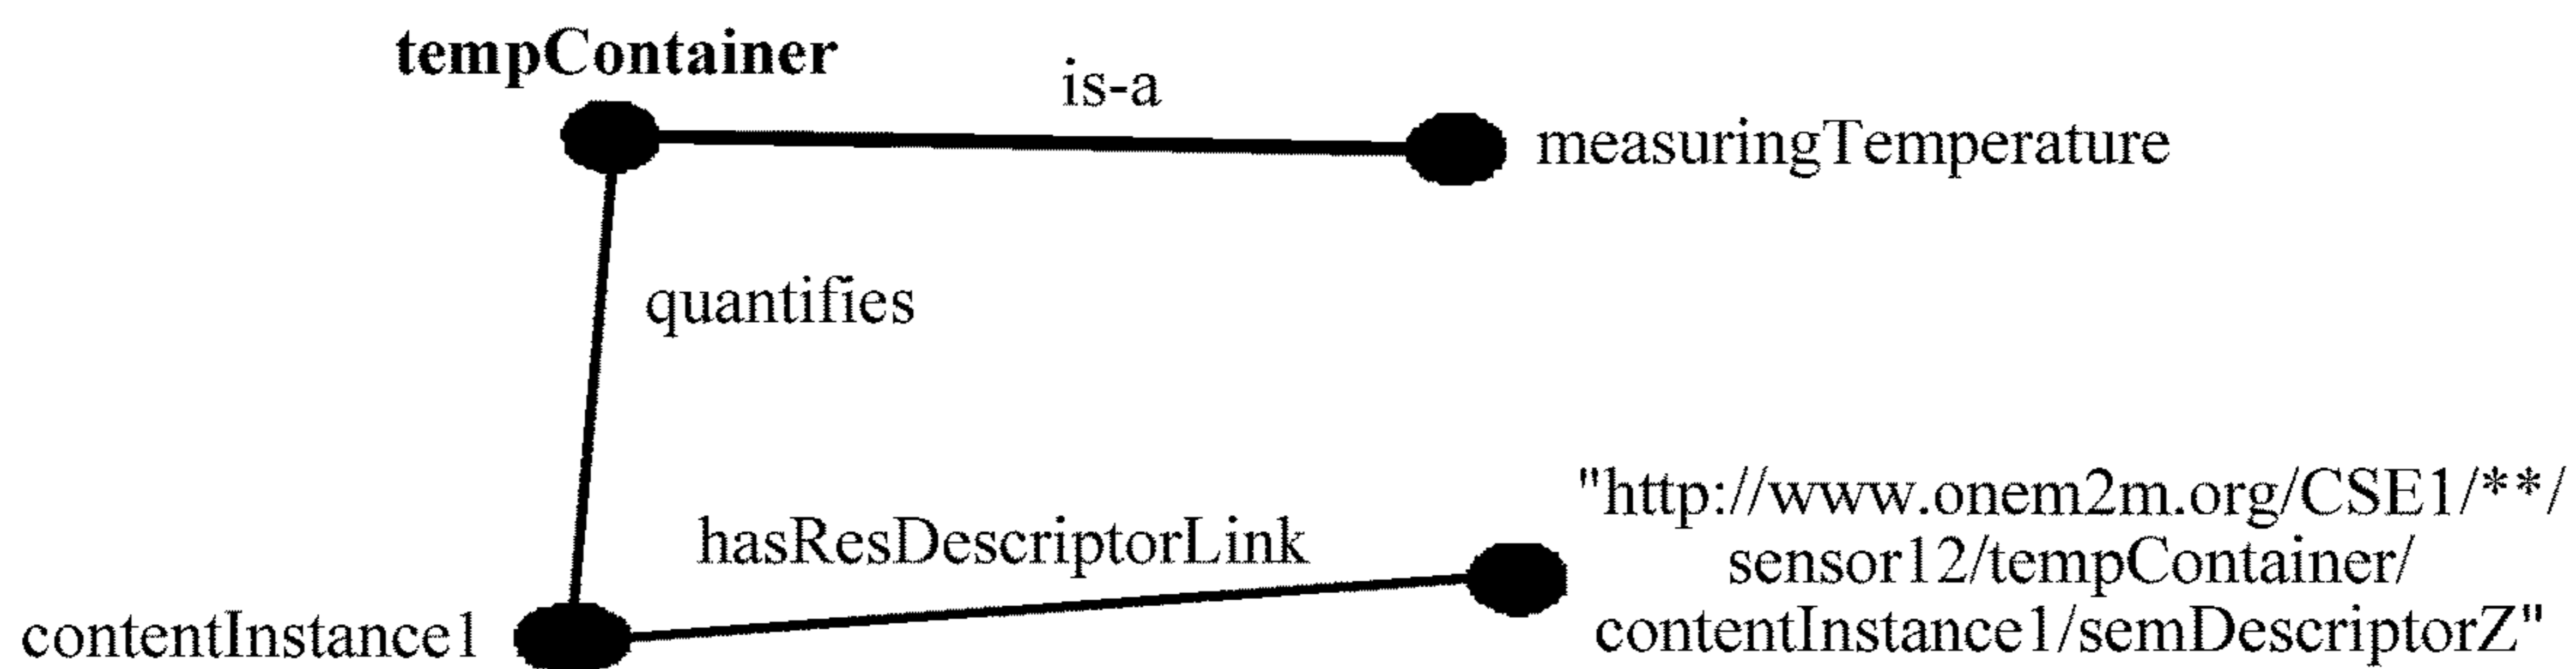 tempContainer
is-a
measuringTemperature
quantifies
hasResDescriptorLink
"http://www.onem2m.org/CSE1/**/
sensor12/tempContainer/
contentInstance1/semDescriptorZ"
contentInstance1